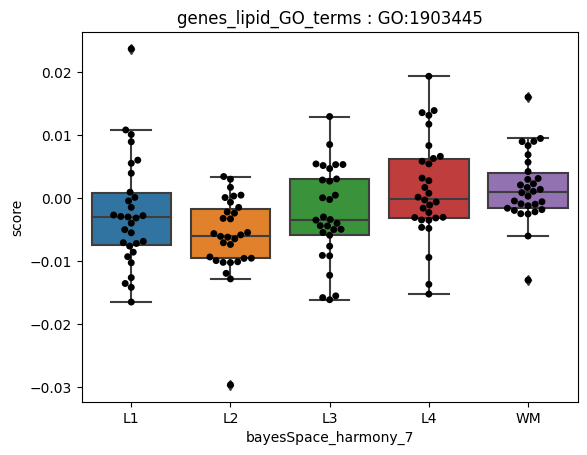 genes_lipid_GO_terms : GO:1903445
0.02
0.01
0.00
−0.01
−0.02
−0.03
score
L1 L2 L3 L4 WM
bayesSpace_harmony_7